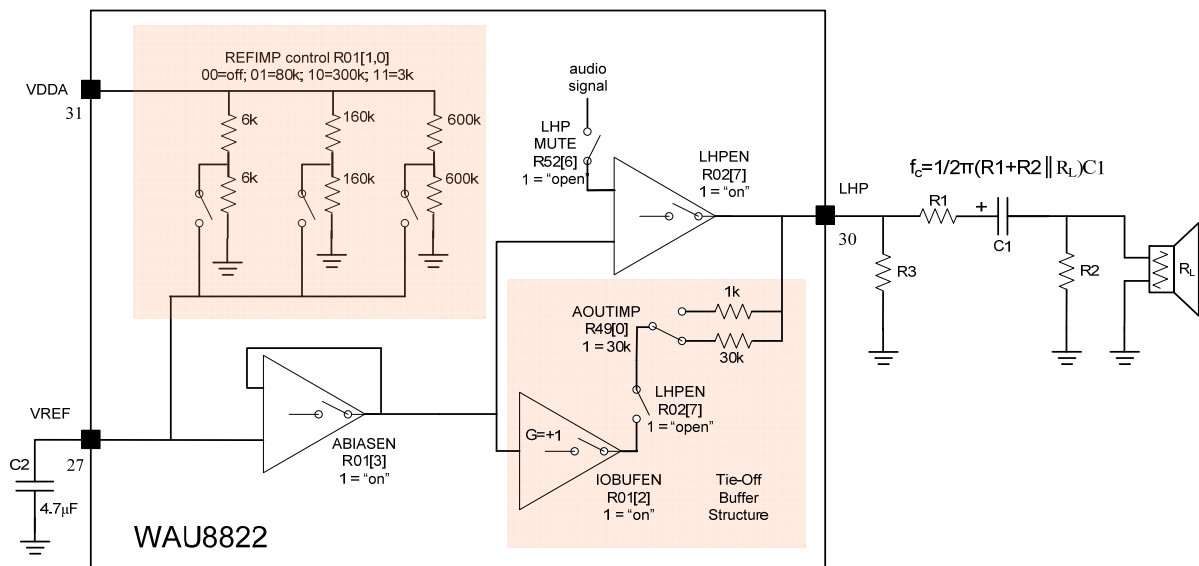 REFIMP control R01[1,0]
00=off; 01=80k; 10=300k; 11=3k
VDDA
31
6k
160k
600k
6k
160k
600k
audio
signal
LHP
MUTE
R52[6]
1 = "open"
LHPEN
R02[7]
1 = "on"
LHP
30
fc=1/2π(R1+R2 || RL)C1
R1
+
C1
R3
R2
RL
1k
AOUTIMP
R49[0]
1 = 30k
30k
LHPEN
R02[7]
1 = "open"
VREF
27
C2
4.7μF
ABIASEN
R01[3]
1 = "on"
G=+1
IOBUFEN
R01[2]
1 = "on"
Tie-Off
Buffer
Structure
WAU8822